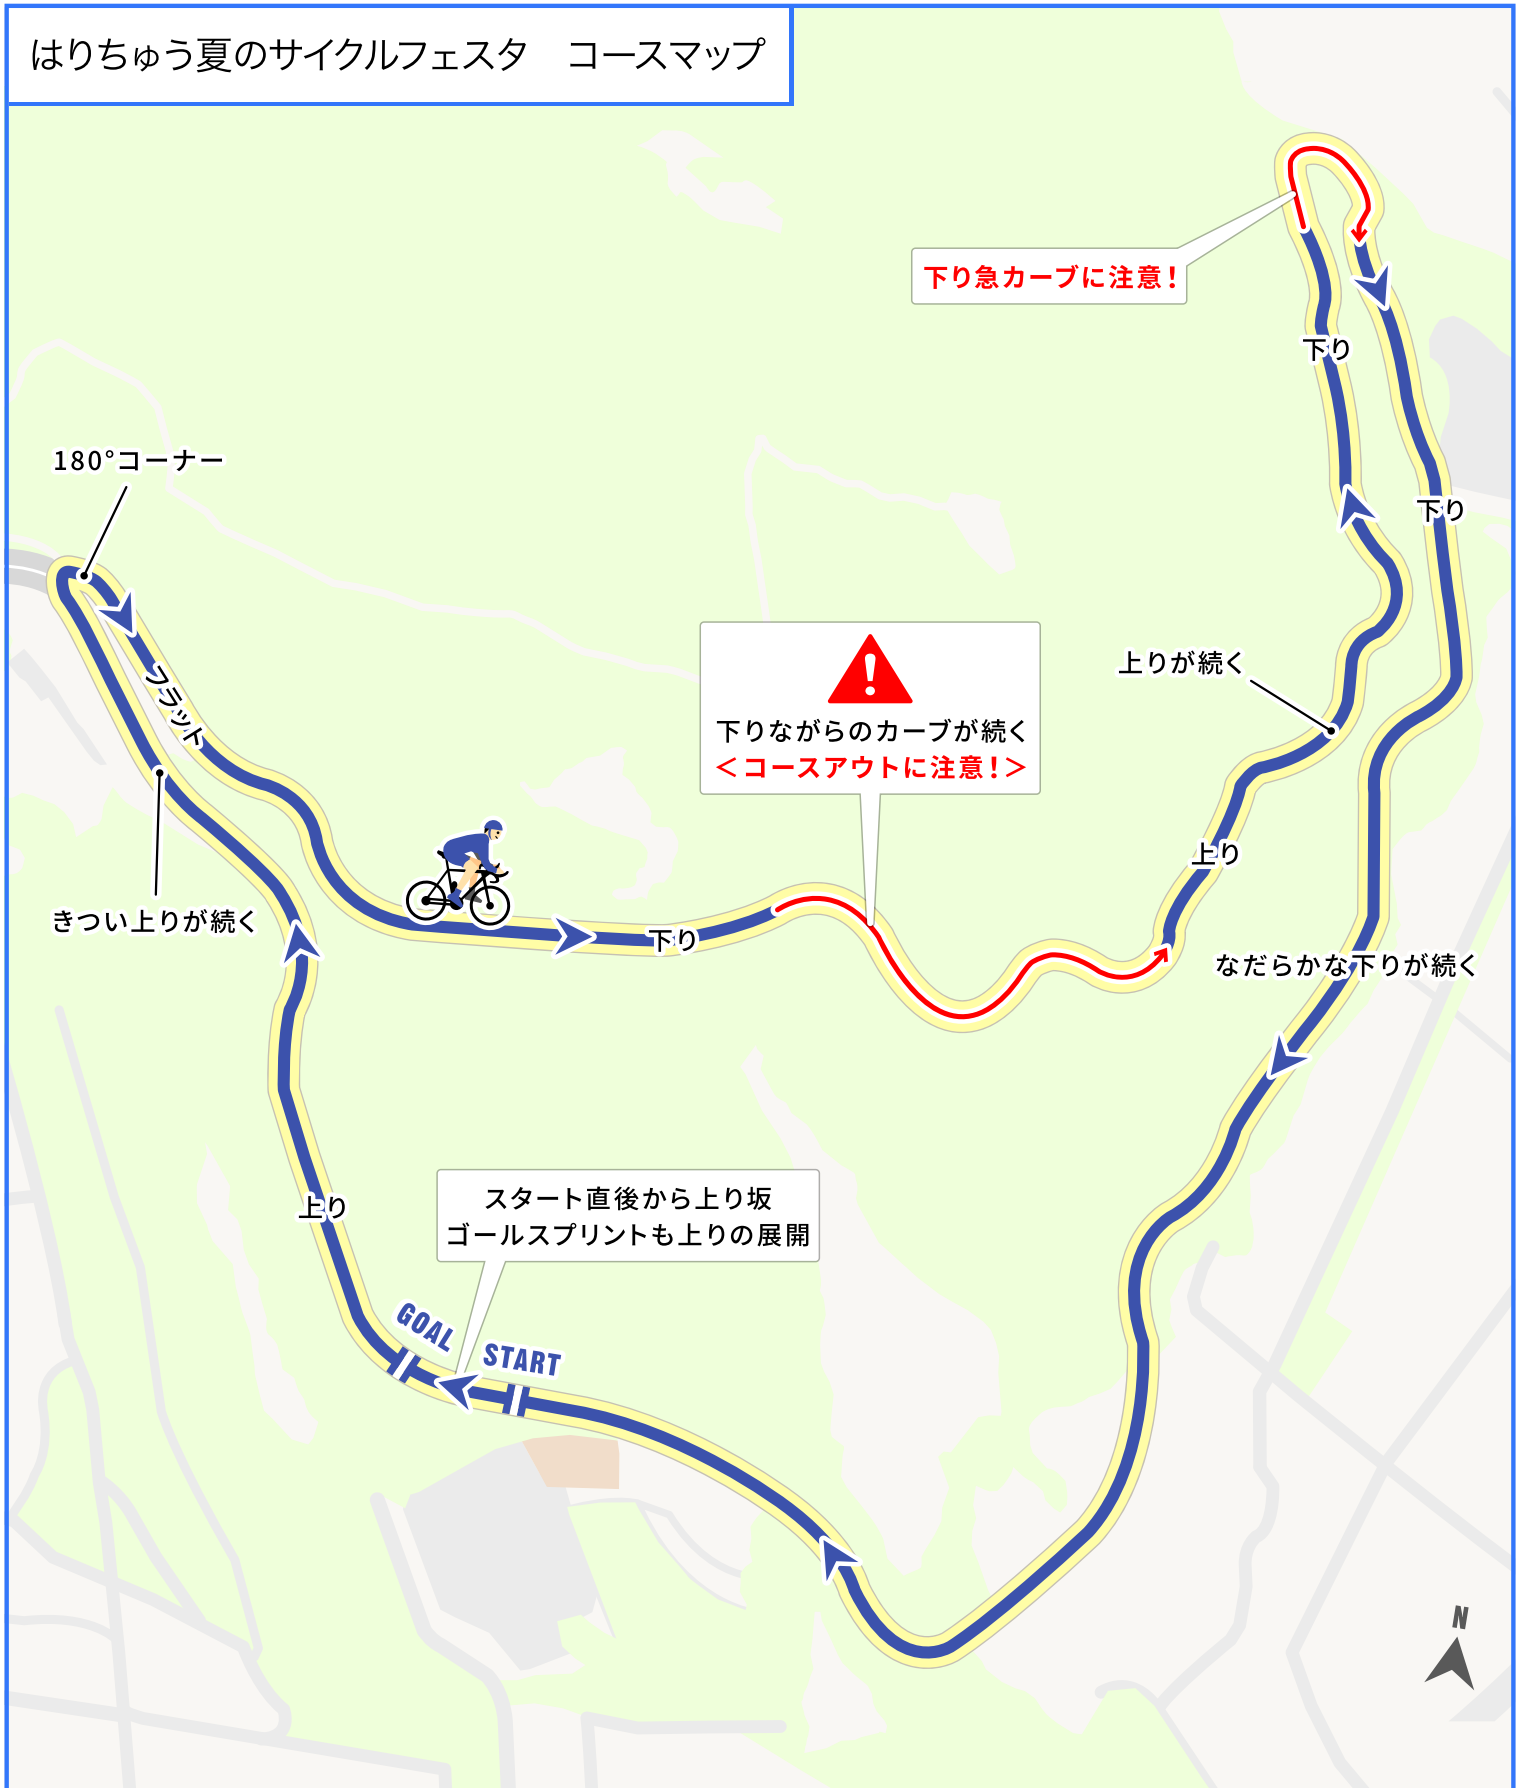 はりちゅう夏のサイクルフェスタ　コースマップ
下り急カーブに注意！
下り
180°コーナー
下り
フラット
上りが続く
下りながらのカーブが続く
＜コースアウトに注意！＞
上り
きつい上りが続く
下り
なだらかな下りが続く
上り
スタート直後から上り坂
ゴールスプリントも上りの展開
GOAL
START
N